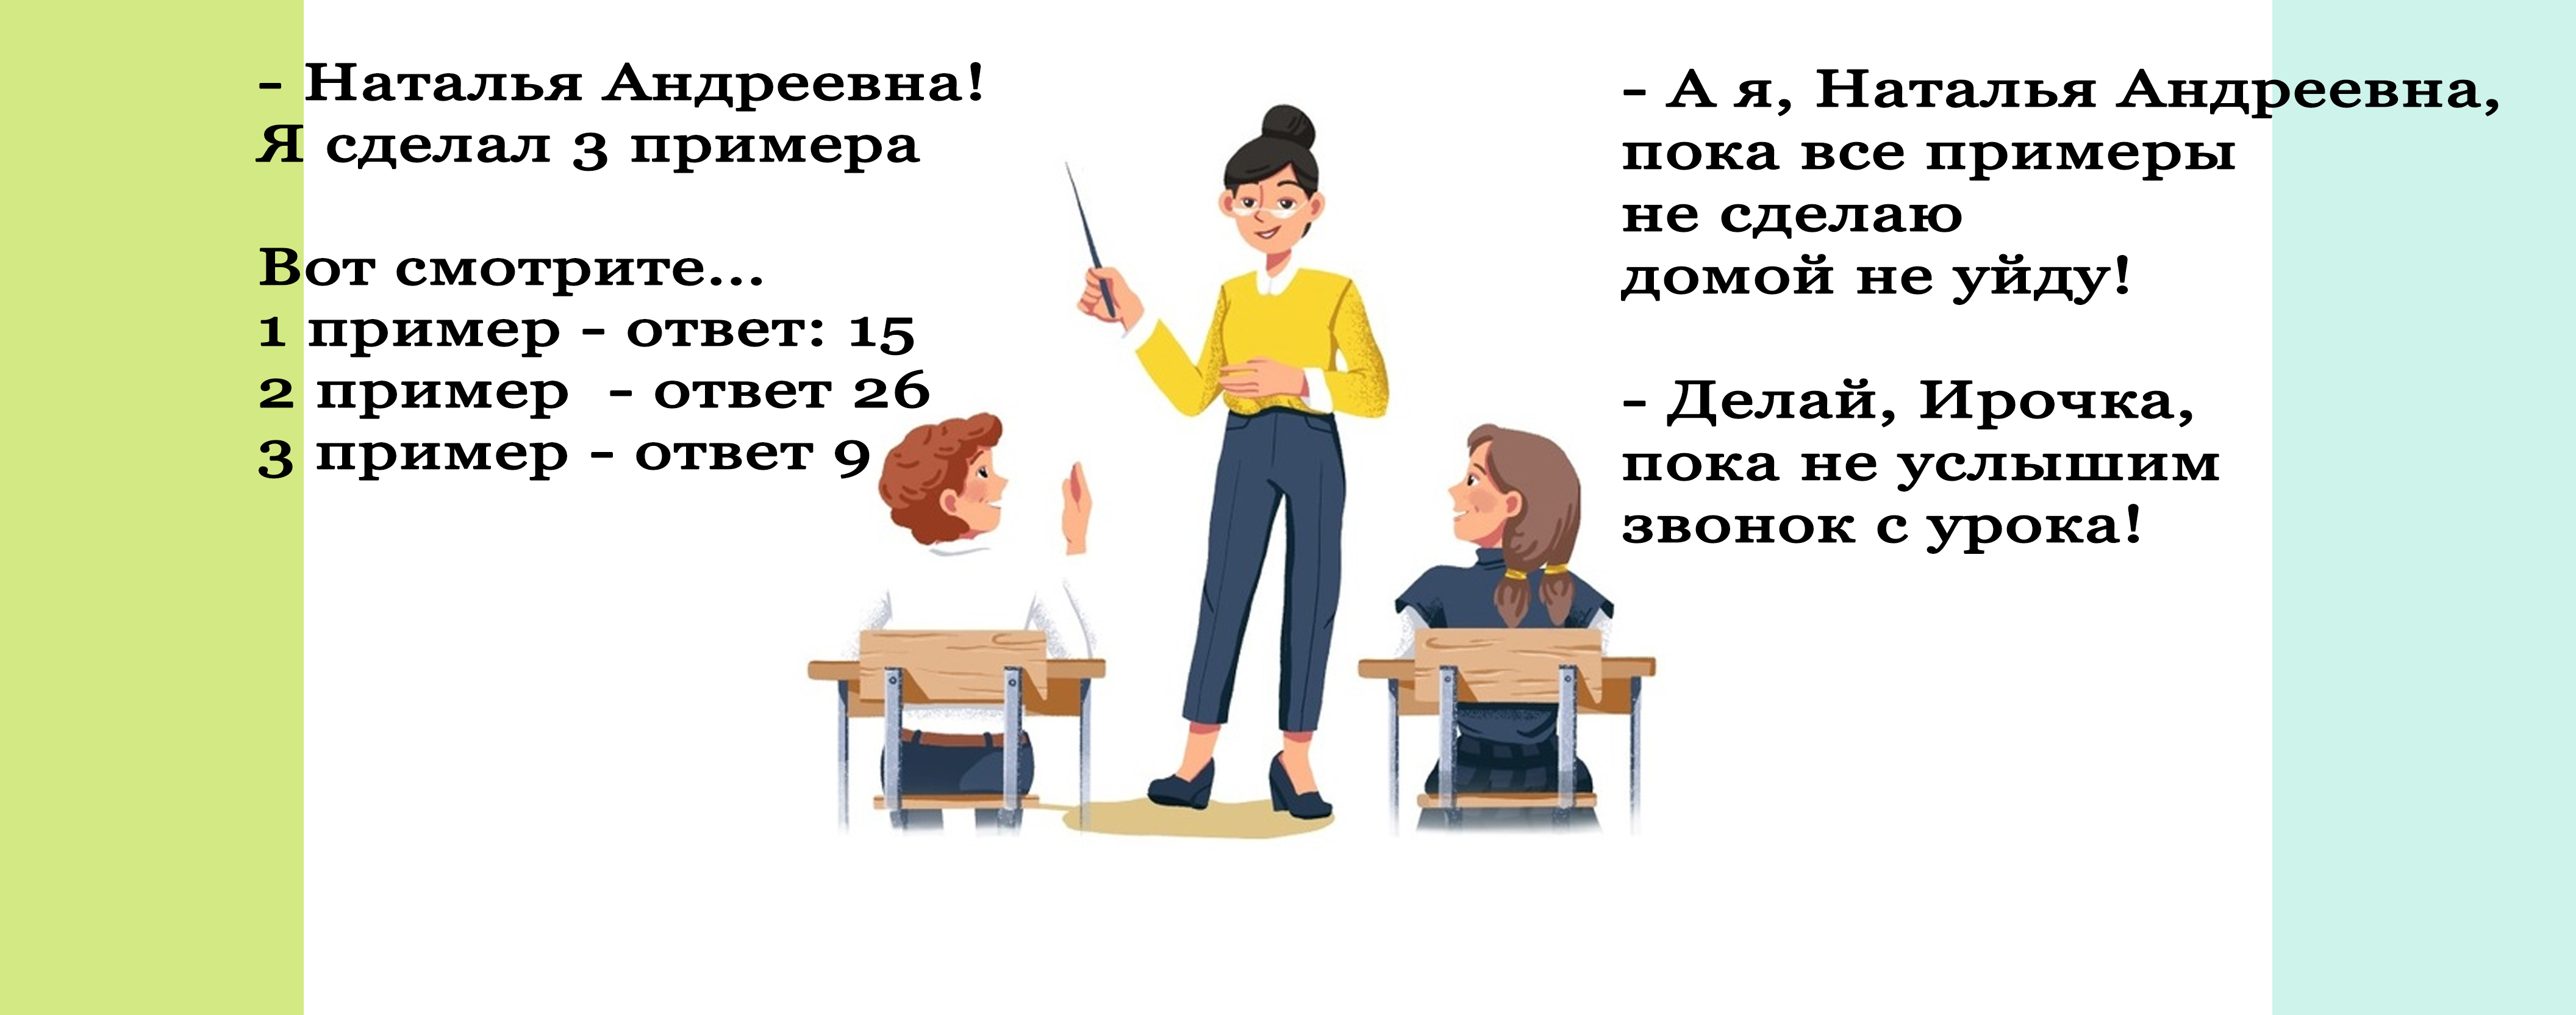 - Наталья Андреевна!
Я сделал 3 примера
Вот смотрите...
1 пример - ответ: 15
2 пример - ответ 26
3 пример - ответ 9
- А я, Наталья Андреевна,
пока все примеры
не сделаю
домой не уйду!
- Делай, Ирочка,
пока не услышим
звонок с урока!